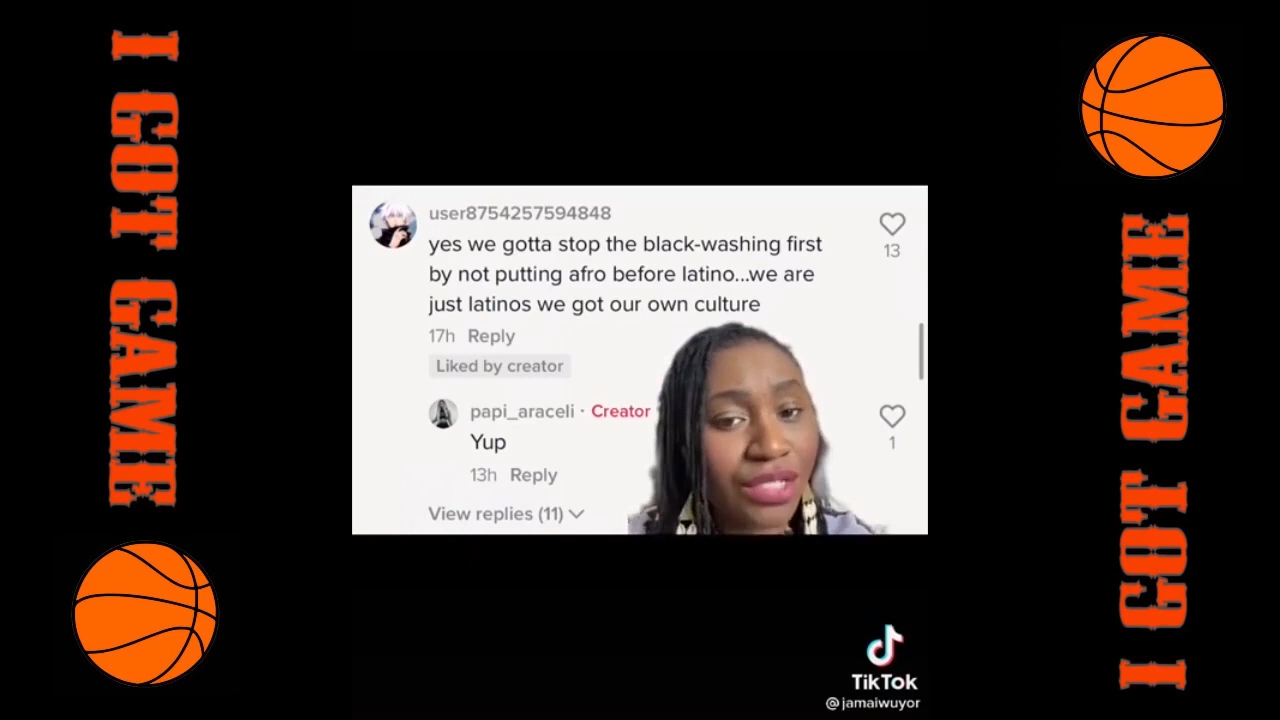 I GOT GAME
user8754257594848
yes we gotta stop the black-washing first
by not putting afro before latino...we are
just latinos we got our own culture
13
17h Reply
Liked by creator
papi_araceli · Creator
Yup
1
13h Reply
View replies (11)
TikTok
@jamaiwuyor
I GOT GAME